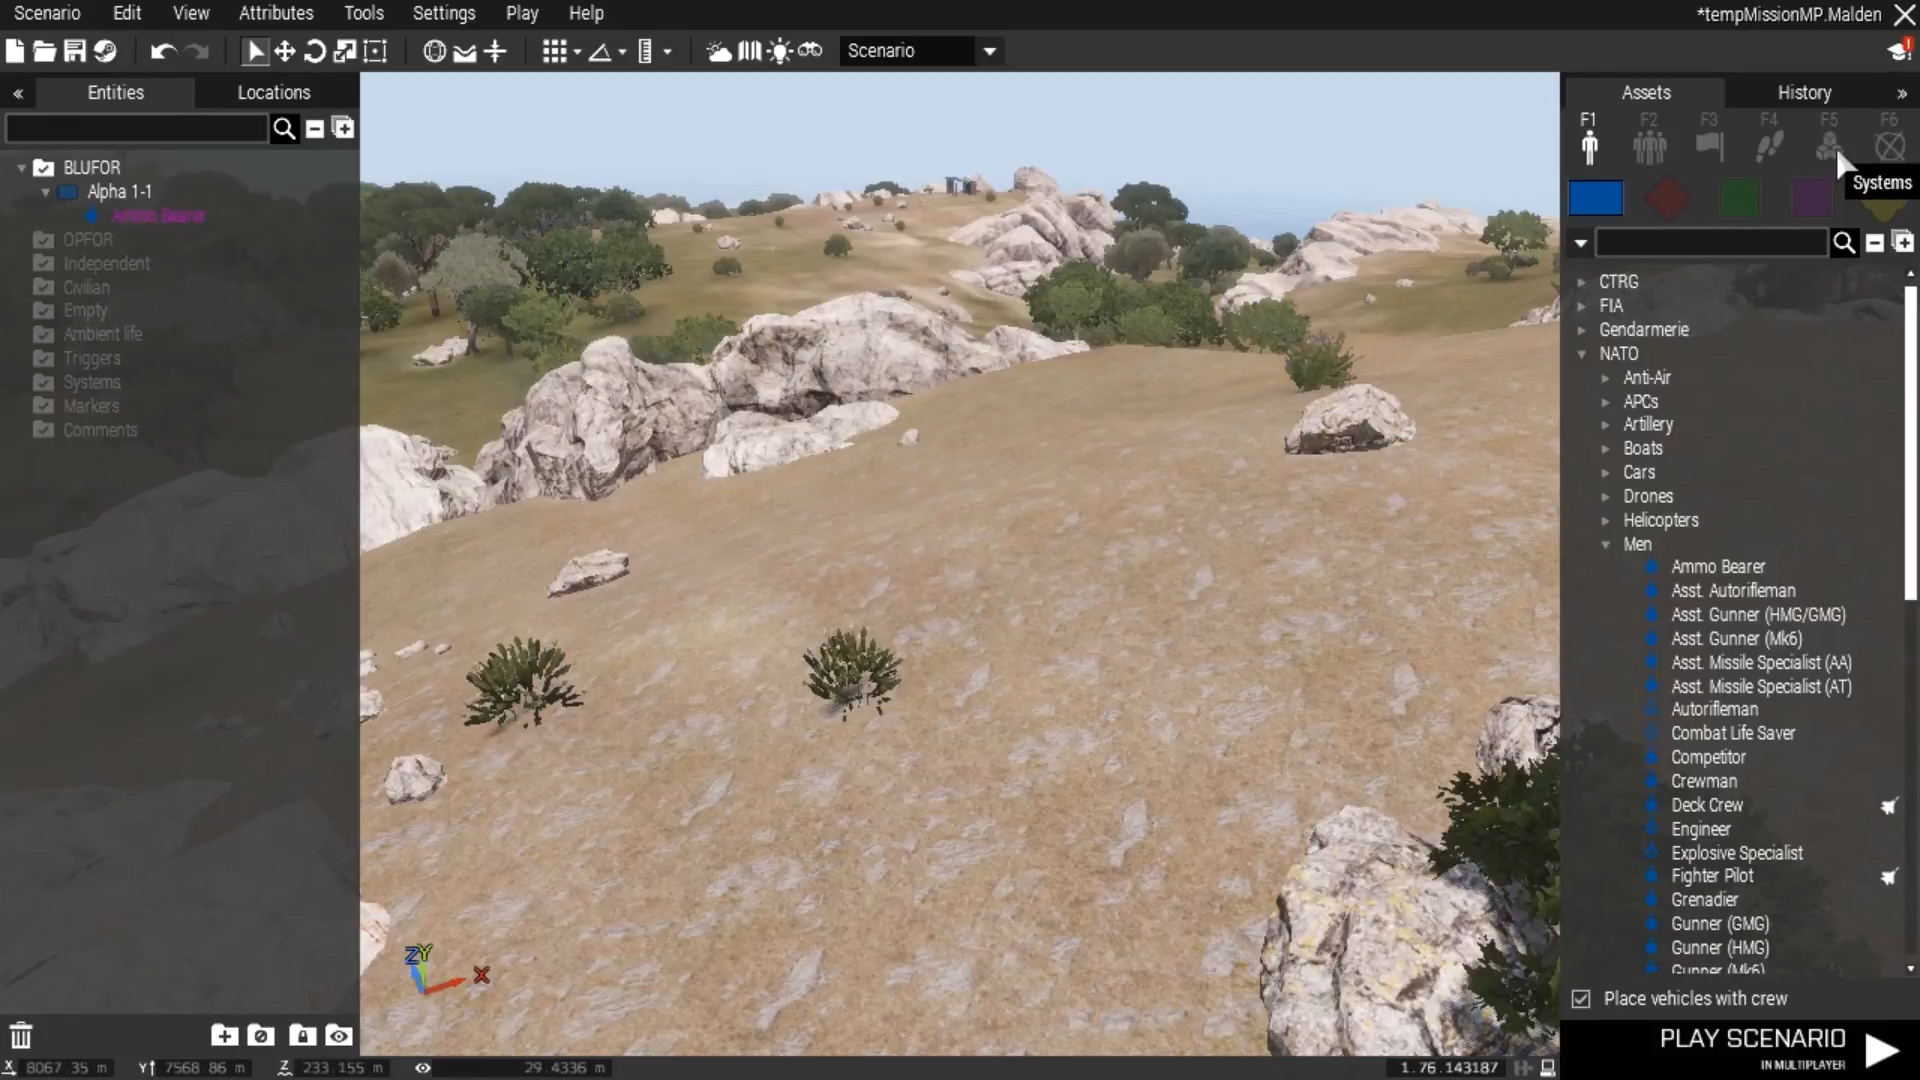 Scenario Edit View Attributes Tools Settings Play Help *tempMissionMP.Malden
Scenario
« Entities Locations
Assets History »
F1 F2 F3 F4 F5 F6
Systems
BLUFOR
Alpha 1-1
Ammo Bearer
OPFOR
Independent
Civilian
Empty
Ambient life
Triggers
Systems
Markers
Comments
CTRG
FIA
Gendarmerie
NATO
Anti-Air
APCs
Artillery
Boats
Cars
Drones
Helicopters
Men
Ammo Bearer
Asst. Autorifleman
Asst. Gunner (HMG/GMG)
Asst. Gunner (Mk6)
Asst. Missile Specialist (AA)
Asst. Missile Specialist (AT)
Autorifleman
Combat Life Saver
Competitor
Crewman
Deck Crew
Engineer
Explosive Specialist
Fighter Pilot
Grenadier
Gunner (GMG)
Gunner (HMG)
Gunner (Mk6)
ZY X
Place vehicles with crew
PLAY SCENARIO
IN MULTIPLAYER
X 8067.35 m Y 7568.86 m Z 233.155 m 29.4336 m 1.76.143187